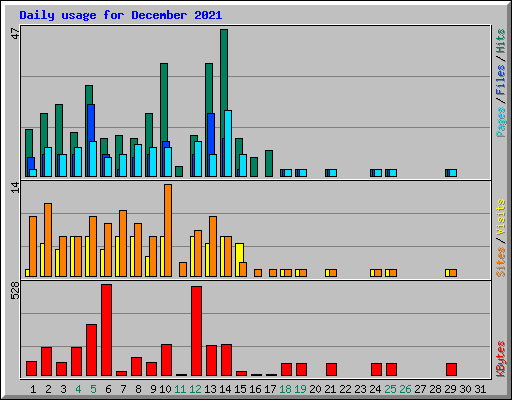 Daily usage for December 2021
47
14
528
Pages / Files / Hits
Sites / Visits
KBytes
1 2 3 4 5 6 7 8 9 10 11 12 13 14 15 16 17 18 19 20 21 22 23 24 25 26 27 28 29 30 31